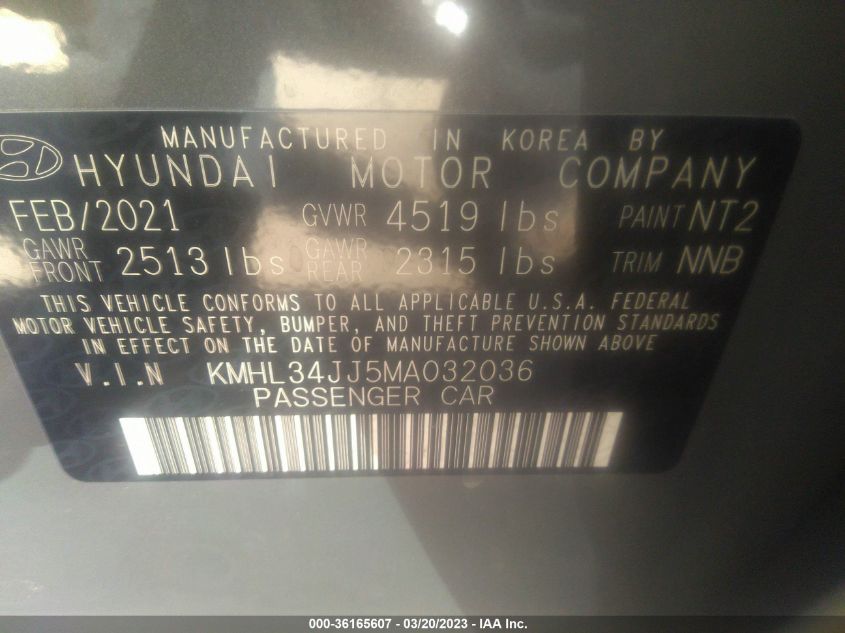 MANUFACTURED IN KOREA BY
HYUNDAI MOTOR COMPANY
FEB/2021 GVWR 4519 lbs PAINT NT2
GAWR FRONT 2513 lbs GAWR REAR 2315 lbs TRIM NNB
THIS VEHICLE CONFORMS TO ALL APPLICABLE U.S.A. FEDERAL
MOTOR VEHICLE SAFETY, BUMPER, AND THEFT PREVENTION STANDARDS
IN EFFECT ON THE DATE OF MANUFACTURE SHOWN ABOVE
V.I.N KMHL34JJ5MA032036
PASSENGER CAR
000-36165607 — 03/20/2023 — IAA Inc.